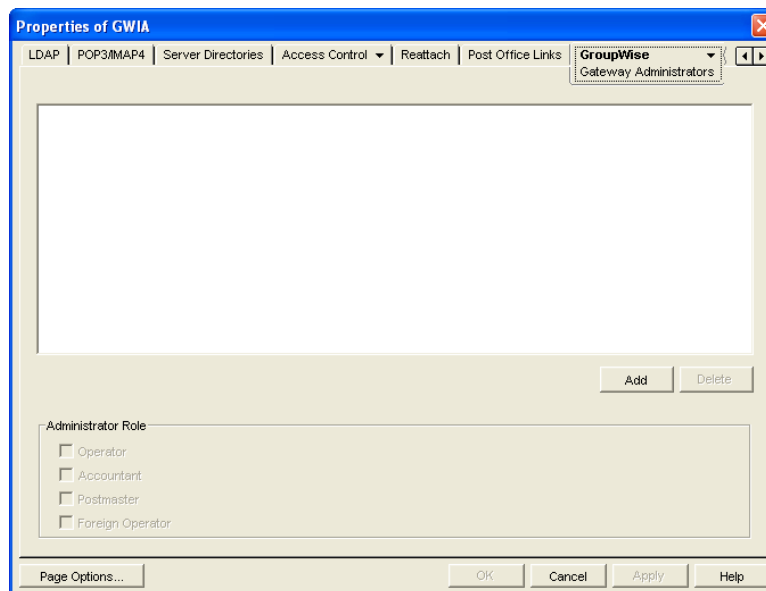 Properties of GWIA
LDAP POP3/IMAP4 Server Directories Access Control Reattach Post Office Links GroupWise
Gateway Administrators
Add Delete
Administrator Role
Operator
Accountant
Postmaster
Foreign Operator
Page Options... OK Cancel Apply Help